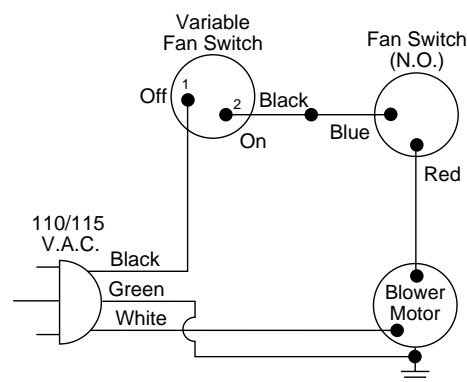 Variable
Fan Switch
Fan Switch
(N.O.)
1
Off
2
Black
On
Blue
Red
110/115
V.A.C.
Black
Green
White
Blower
Motor